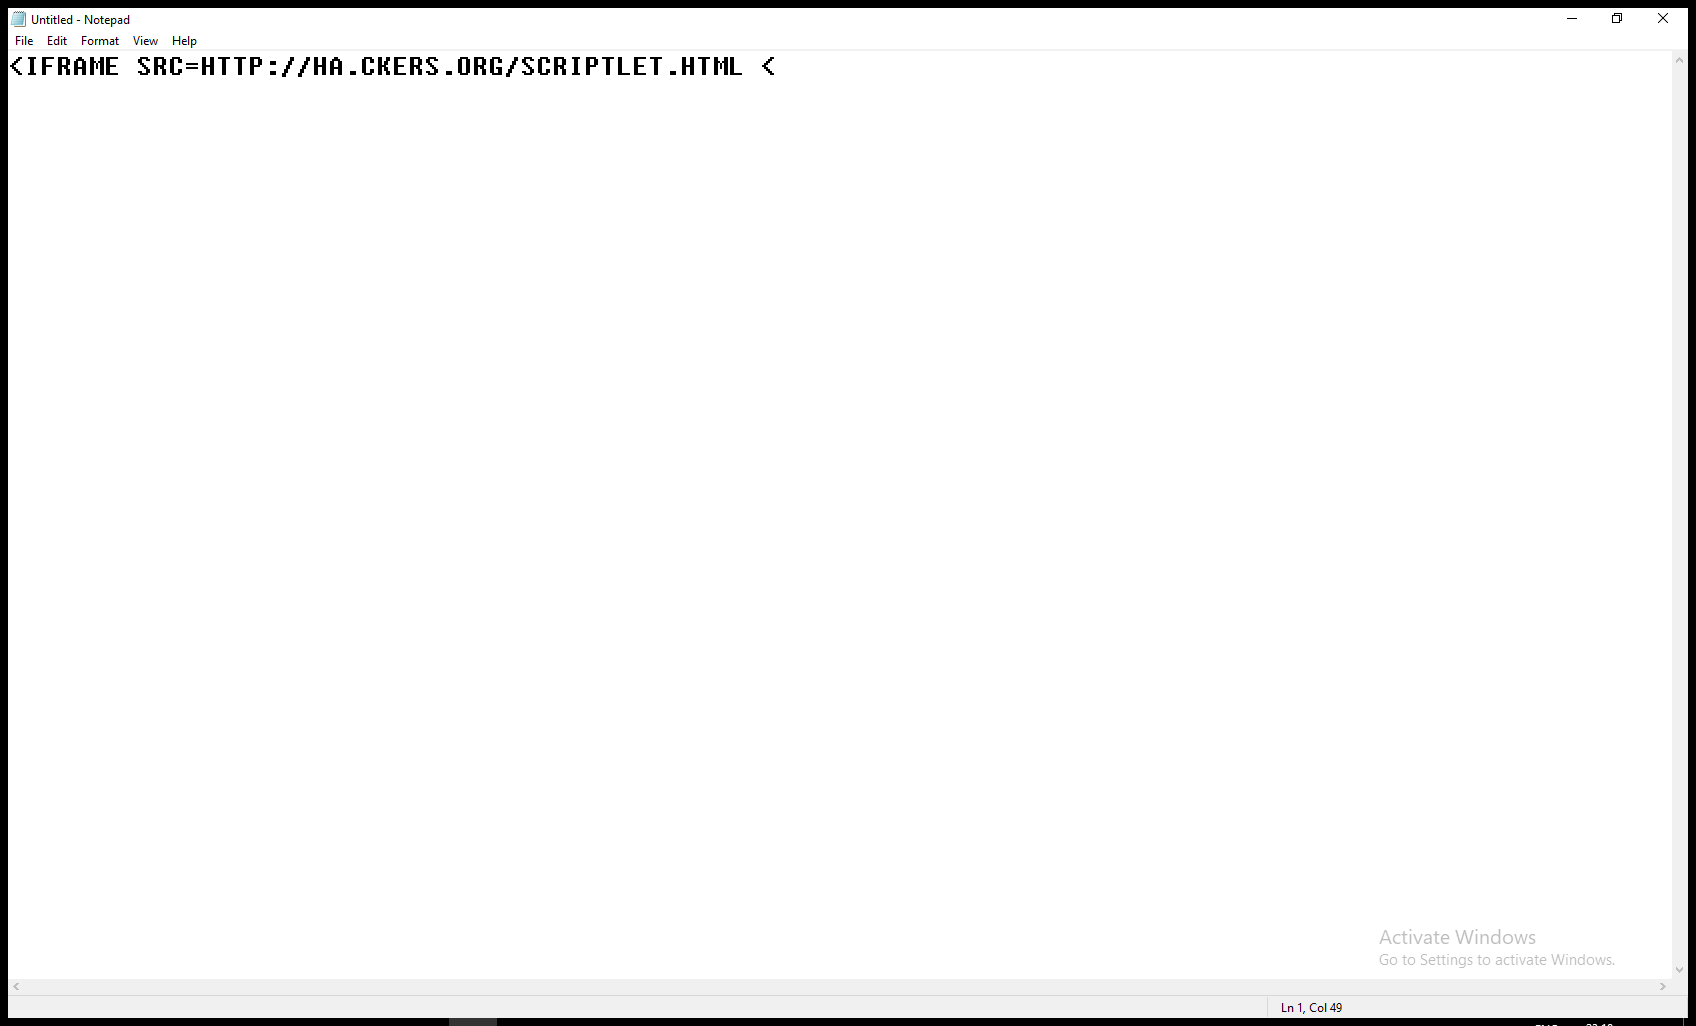 Untitled - Notepad
File Edit Format View Help
<IFRAME SRC=HTTP://HA.CKERS.ORG/SCRIPTLET.HTML <
Activate Windows
Go to Settings to activate Windows.
Ln 1, Col 49